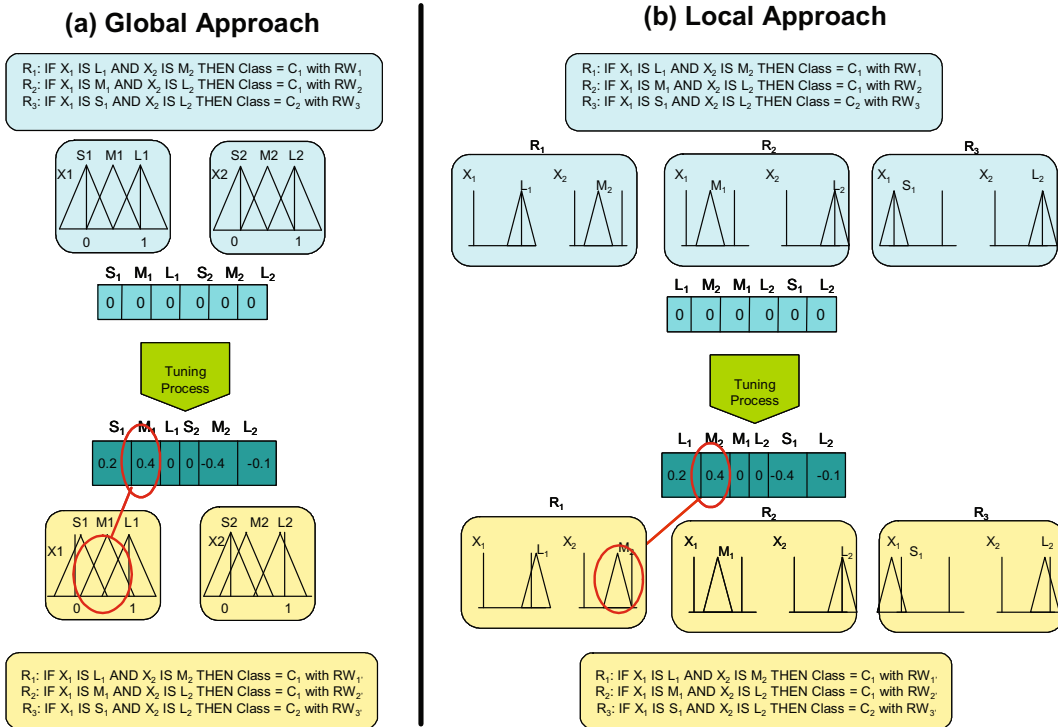 (a) Global Approach
R₁: IF X₁ IS L₁ AND X₂ IS M₂ THEN Class = C₁ with RW₁
R₂: IF X₁ IS M₁ AND X₂ IS L₂ THEN Class = C₁ with RW₂
R₃: IF X₁ IS S₁ AND X₂ IS L₂ THEN Class = C₂ with RW₃
S1 M1 L1
X1
0 1
S2 M2 L2
X2
0 1
S₁ M₁ L₁ S₂ M₂ L₂
0 0 0 0 0 0
Tuning
Process
S₁ M₁ L₁ S₂ M₂ L₂
0.2 0.4 0 0 -0.4 -0.1
S1 M1 L1
X1
0 1
S2 M2 L2
X2
0 1
R₁: IF X₁ IS L₁ AND X₂ IS M₂ THEN Class = C₁ with RW₁'
R₂: IF X₁ IS M₁ AND X₂ IS L₂ THEN Class = C₁ with RW₂'
R₃: IF X₁ IS S₁ AND X₂ IS L₂ THEN Class = C₂ with RW₃'
(b) Local Approach
R₁: IF X₁ IS L₁ AND X₂ IS M₂ THEN Class = C₁ with RW₁
R₂: IF X₁ IS M₁ AND X₂ IS L₂ THEN Class = C₁ with RW₂
R₃: IF X₁ IS S₁ AND X₂ IS L₂ THEN Class = C₂ with RW₃
R₁
X₁ L₁ X₂ M₂
R₂
X₁ M₁ X₂ L₂
R₃
X₁ S₁ X₂ L₂
L₁ M₂ M₁ L₂ S₁ L₂
0 0 0 0 0 0
Tuning
Process
L₁ M₂ M₁ L₂ S₁ L₂
0.2 0.4 0 0 -0.4 -0.1
R₁
X₁ L₁ X₂ M₂
R₂
X₁ M₁ X₂ L₂
R₃
X₁ S₁ X₂ L₂
R₁: IF X₁ IS L₁ AND X₂ IS M₂ THEN Class = C₁ with RW₁'
R₂: IF X₁ IS M₁ AND X₂ IS L₂ THEN Class = C₁ with RW₂'
R₃: IF X₁ IS S₁ AND X₂ IS L₂ THEN Class = C₂ with RW₃'